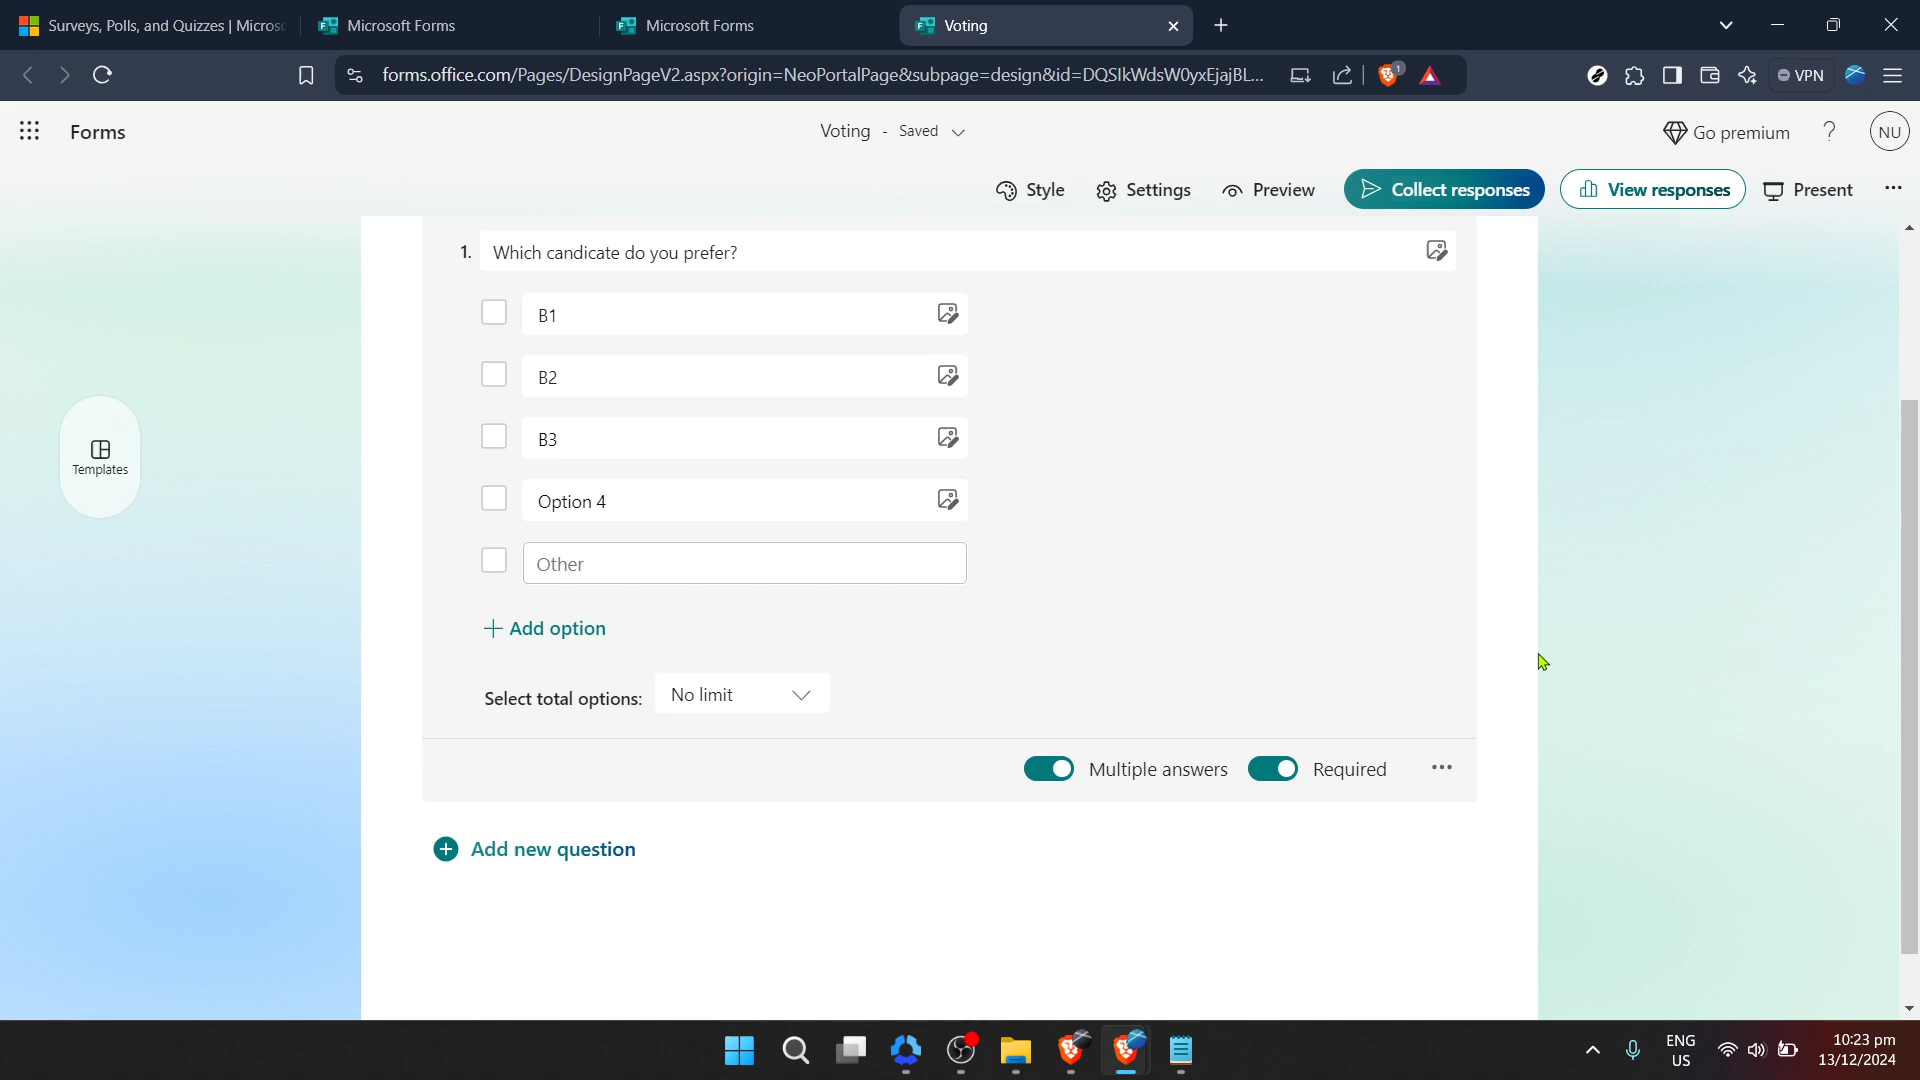 Surveys, Polls, and Quizzes | Micros
Microsoft Forms
Microsoft Forms
Voting
forms.office.com/Pages/DesignPageV2.aspx?origin=NeoPortalPage&subpage=design&id=DQSIkWdsW0yxEjajBL...
1
VPN
Forms
Voting - Saved
Go premium
?
NU
Style
Settings
Preview
Collect responses
View responses
Present
1. Which candicate do you prefer?
B1
B2
B3
Option 4
Other
Add option
Select total options: No limit
Multiple answers
Required
Add new question
Templates
ENG
US
10:23 pm
13/12/2024